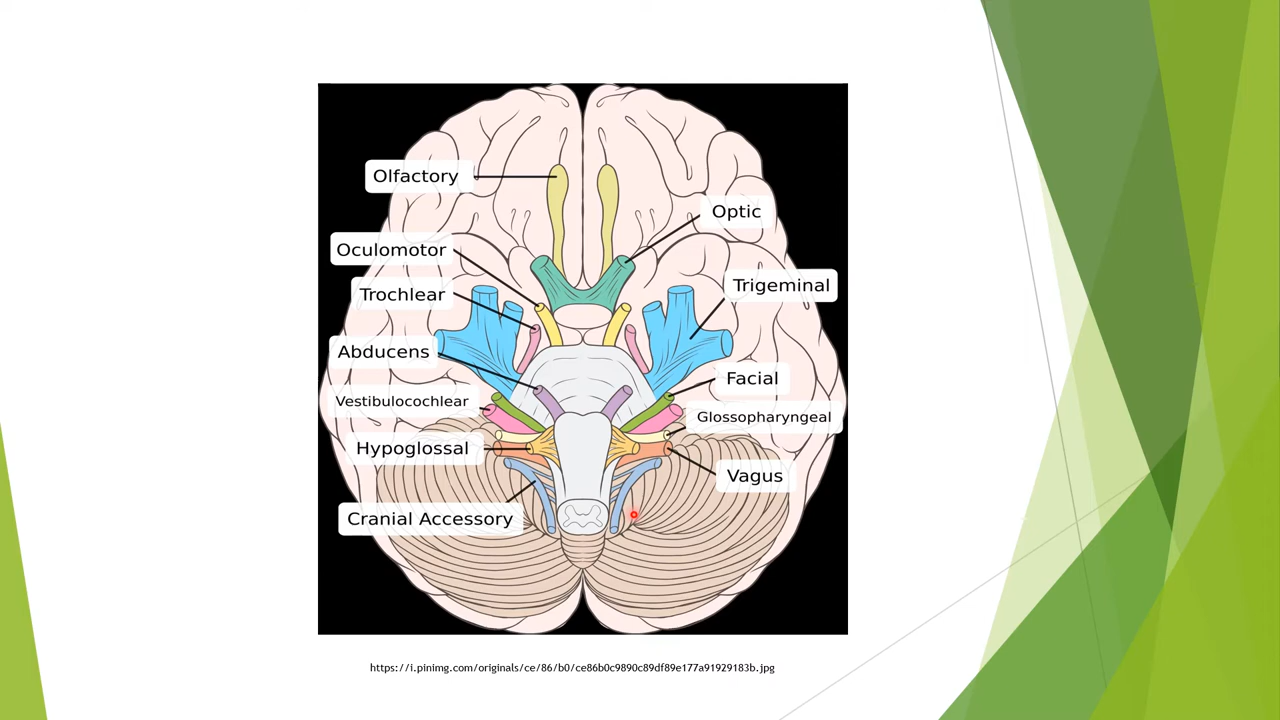 Olfactory
Optic
Oculomotor
Trigeminal
Trochlear
Abducens
Facial
Vestibulocochlear
Glossopharyngeal
Hypoglossal
Vagus
Cranial Accessory
https://i.pinimg.com/originals/ce/86/b0/ce86b0c9890c89df89e177a91929183b.jpg